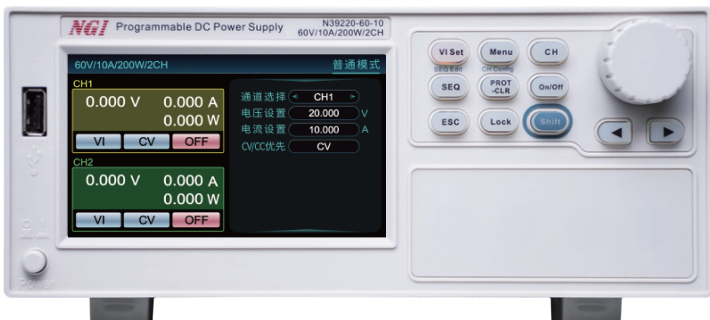 NGI Programmable DC Power Supply
N39220-60-10
60V/10A/200W/2CH
60V/10A/200W/2CH 普通模式
CH1
0.000 V 0.000 A
0.000 W
VI CV OFF
CH2
0.000 V 0.000 A
0.000 W
VI CV OFF
通道选择 < CH1 >
电压设置 20.000 V
电流设置 10.000 A
CV/CC优先 CV
VI Set Menu CH
SEQ Edit CH Config
SEQ PROT
-CLR On/Off
ESC Lock Shift
POWER